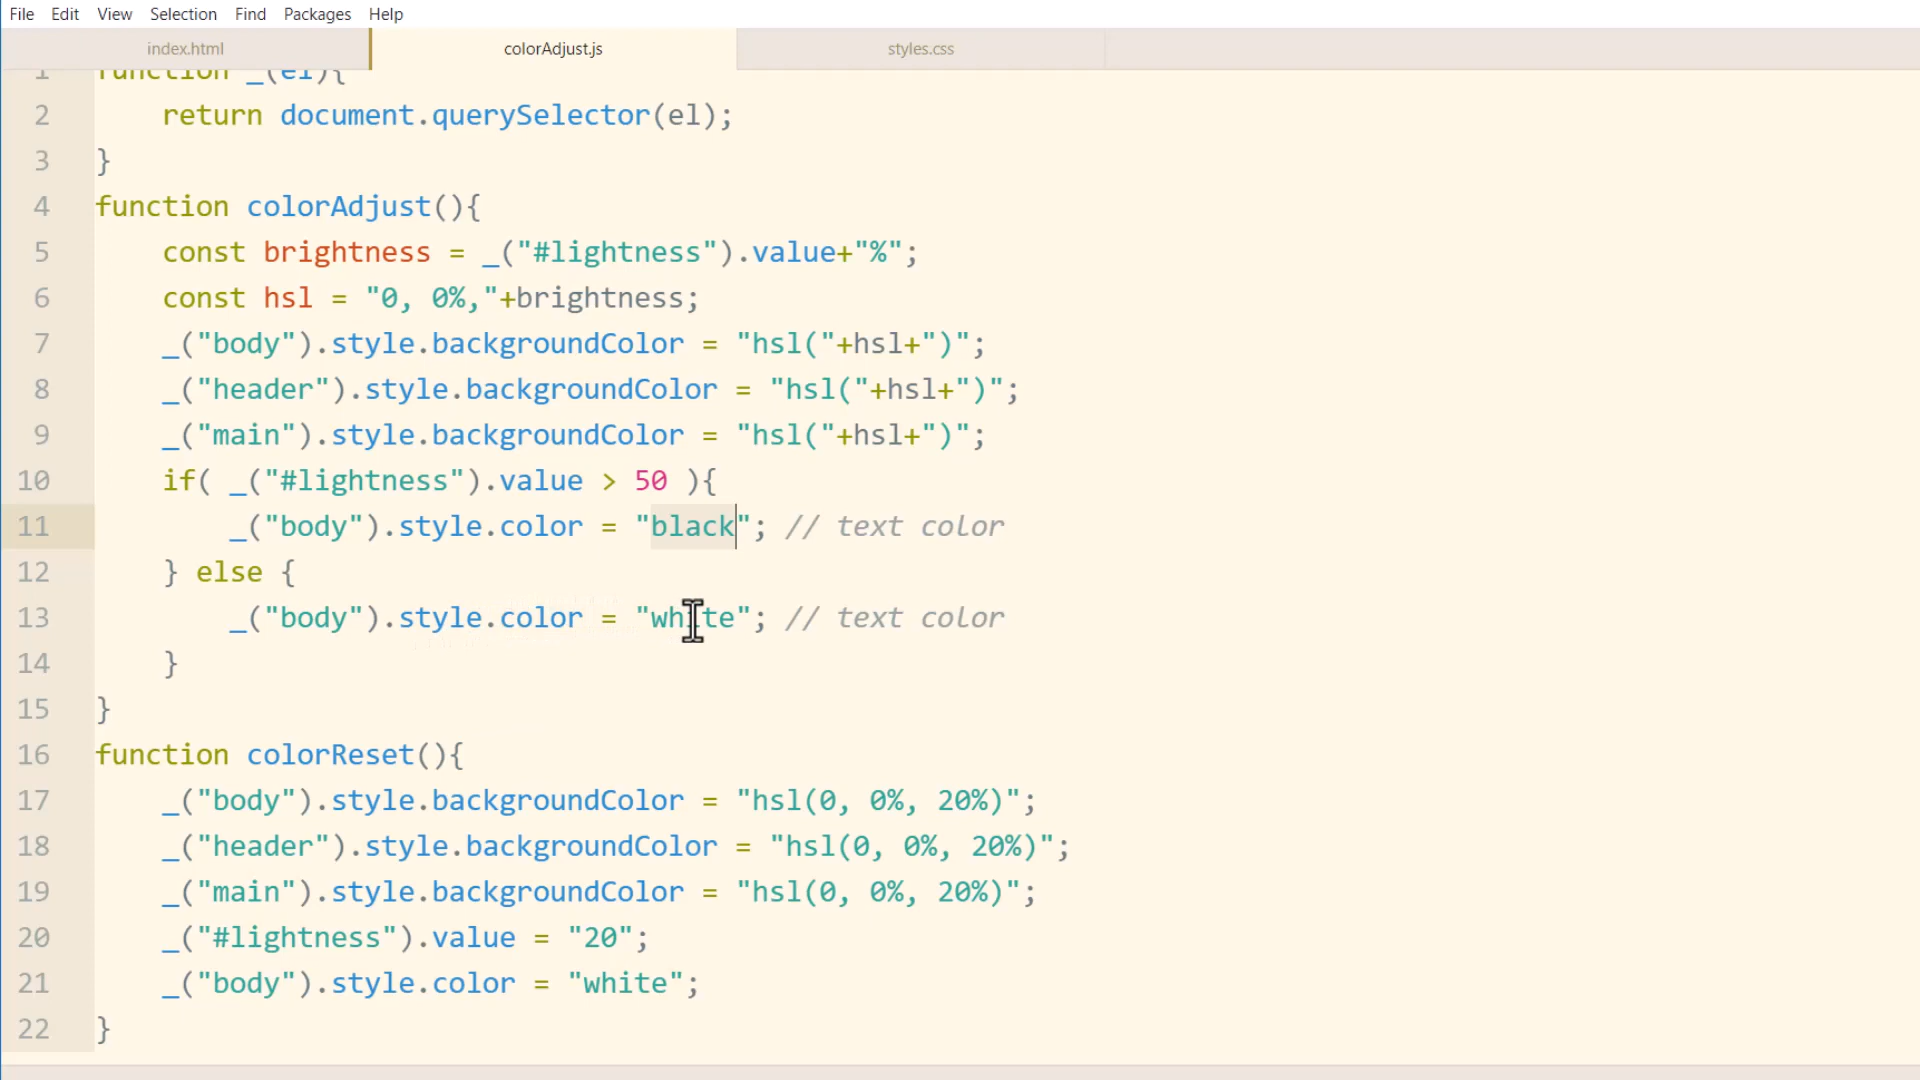 File Edit View Selection Find Packages Help
index.html colorAdjust.js styles.css
1 function _(el){
2 return document.querySelector(el);
3 }
4 function colorAdjust(){
5 const brightness = _("#lightness").value+"%";
6 const hsl = "0, 0%,"+brightness;
7 _("body").style.backgroundColor = "hsl("+hsl+")";
8 _("header").style.backgroundColor = "hsl("+hsl+")";
9 _("main").style.backgroundColor = "hsl("+hsl+")";
10 if( _("#lightness").value > 50 ){
11 _("body").style.color = "black"; // text color
12 } else {
13 _("body").style.color = "white"; // text color
14 }
15 }
16 function colorReset(){
17 _("body").style.backgroundColor = "hsl(0, 0%, 20%)";
18 _("header").style.backgroundColor = "hsl(0, 0%, 20%)";
19 _("main").style.backgroundColor = "hsl(0, 0%, 20%)";
20 _("#lightness").value = "20";
21 _("body").style.color = "white";
22 }